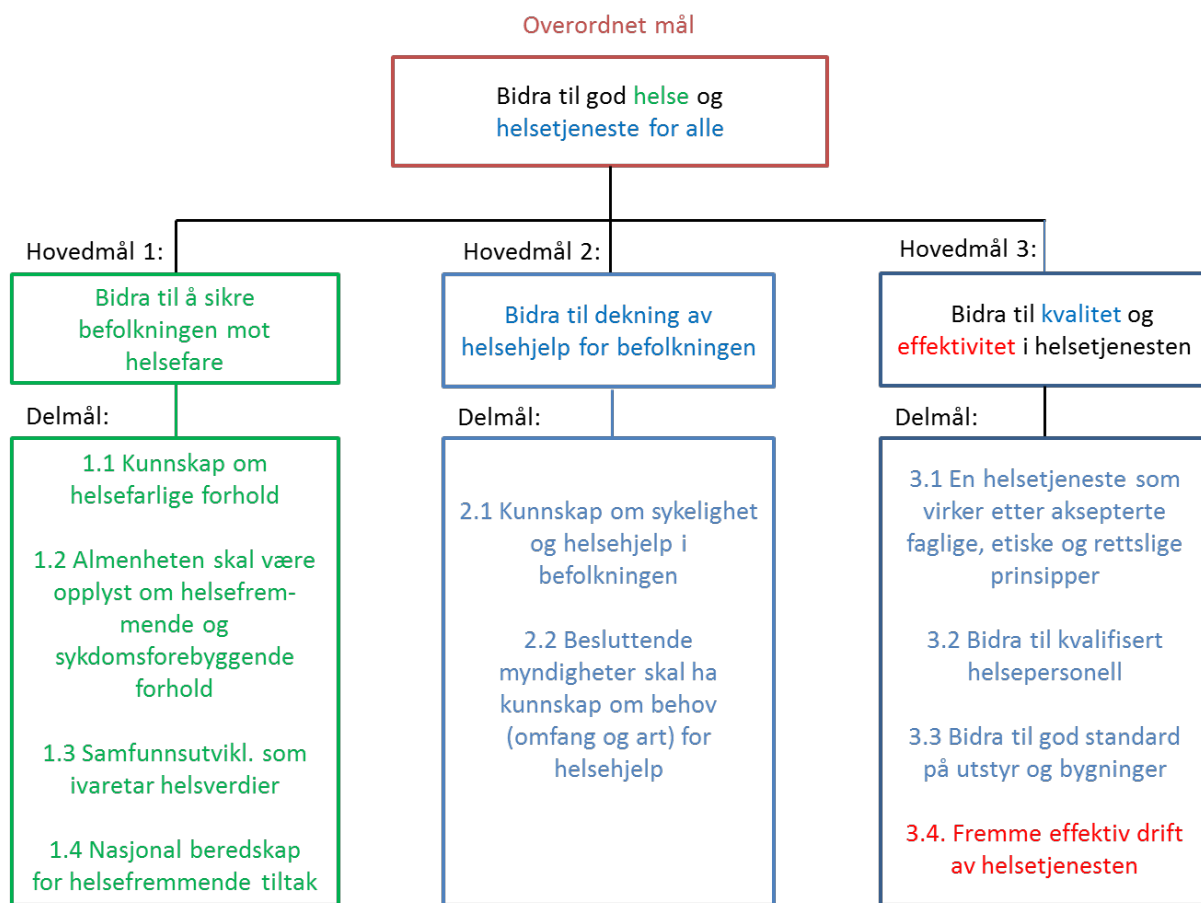 Overordnet mål
Bidra til god helse og
helsetjeneste for alle
Hovedmål 1:
Bidra til å sikre
befolkningen mot
helsefare
Delmål:
1.1 Kunnskap om
helsefarlige forhold
1.2 Almenheten skal være
opplyst om helsefrem-
mende og
sykdomsforebyggende
forhold
1.3 Samfunnsutvikl. som
ivaretar helsverdier
1.4 Nasjonal beredskap
for helsefremmende tiltak
Hovedmål 2:
Bidra til dekning av
helsehjelp for befolkningen
Delmål:
2.1 Kunnskap om sykelighet
og helsehjelp i
befolkningen
2.2 Besluttende
myndigheter skal ha
kunnskap om behov
(omfang og art) for
helsehjelp
Hovedmål 3:
Bidra til kvalitet og
effektivitet i helsetjenesten
Delmål:
3.1 En helsetjeneste som
virker etter aksepterte
faglige, etiske og rettslige
prinsipper
3.2 Bidra til kvalifisert
helsepersonell
3.3 Bidra til god standard
på utstyr og bygninger
3.4. Fremme effektiv drift
av helsetjenesten